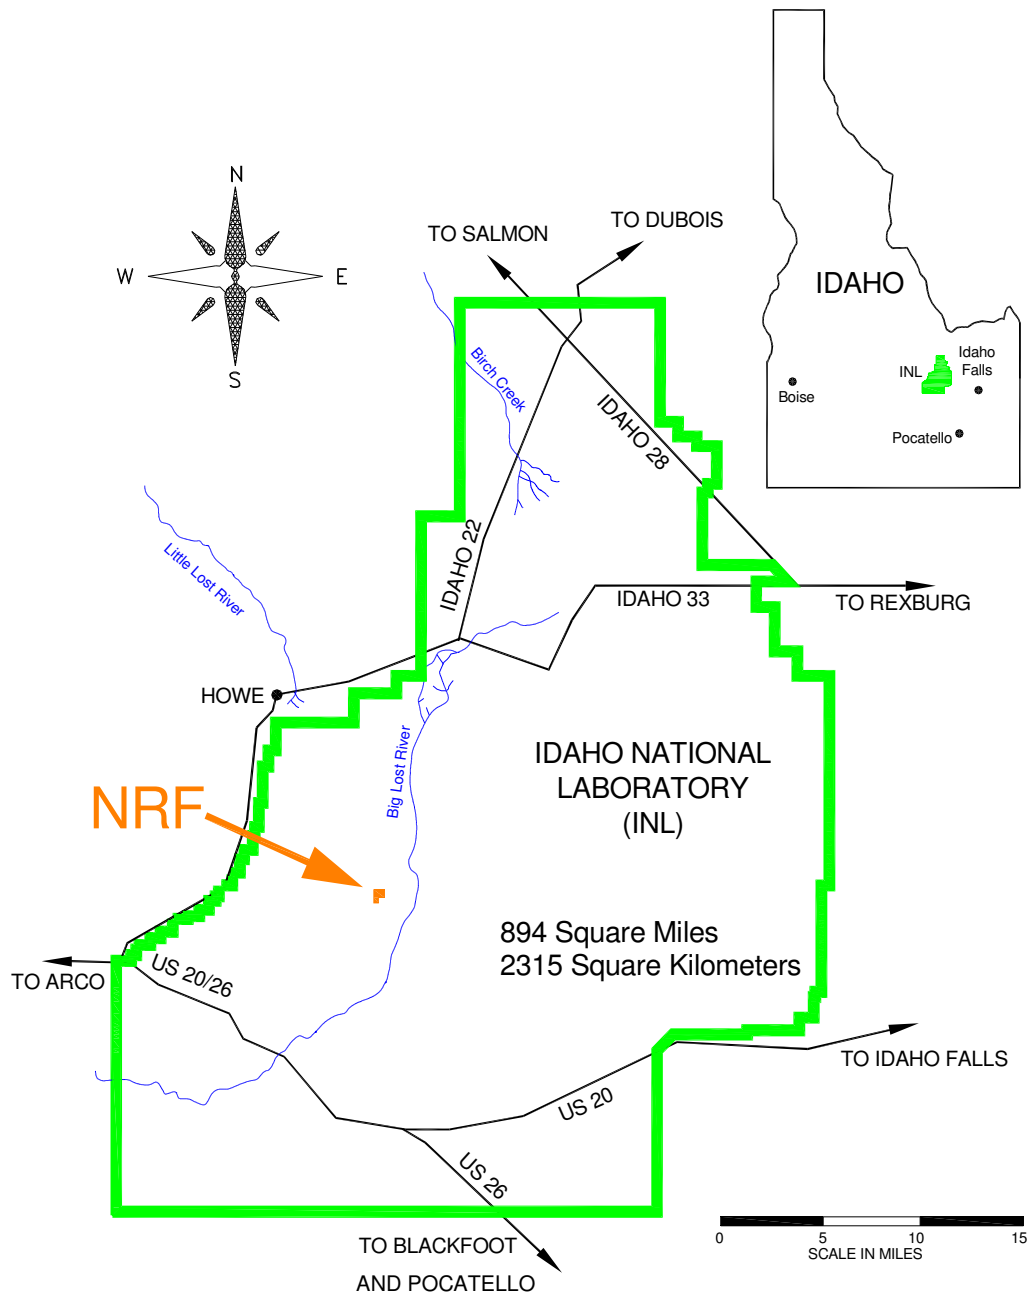 N
W
E
S
TO SALMON
TO DUBOIS
IDAHO
INL
Idaho
Falls
Boise
Pocatello
Birch Creek
IDAHO 28
IDAHO 22
Little Lost River
IDAHO 33
TO REXBURG
HOWE
Big Lost River
IDAHO NATIONAL
LABORATORY
(INL)
NRF
894 Square Miles
2315 Square Kilometers
TO ARCO
US 20/26
TO IDAHO FALLS
US 20
US 26
TO BLACKFOOT
AND POCATELLO
0 5 10 15
SCALE IN MILES